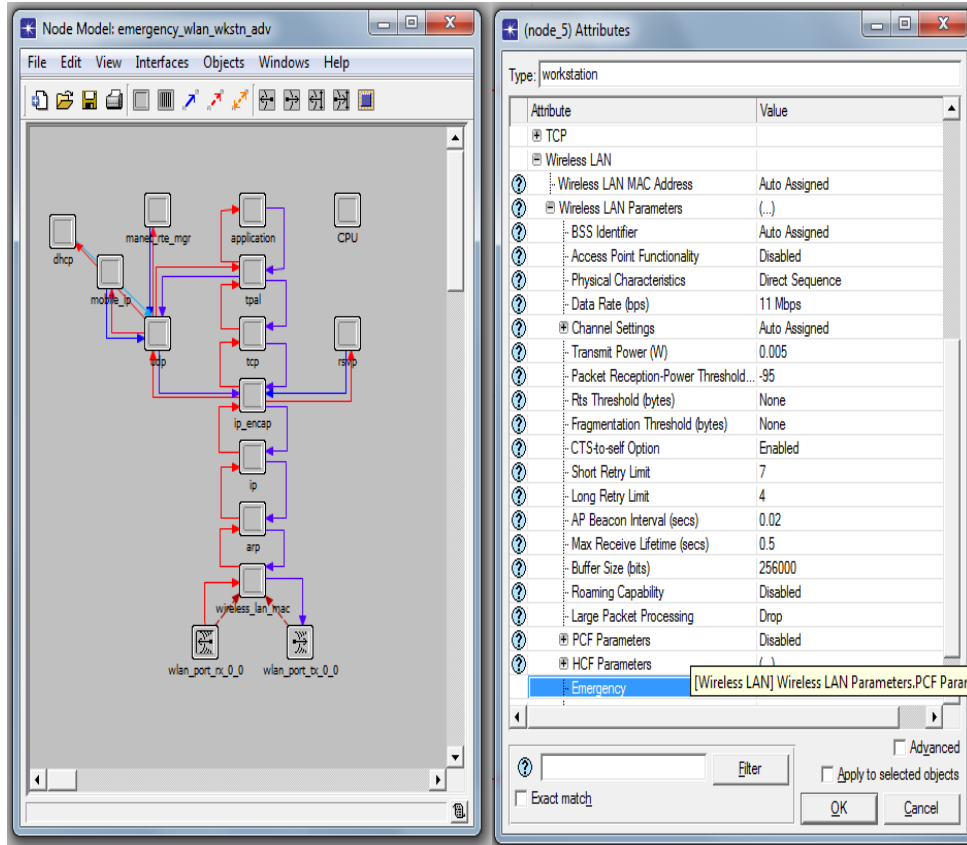 Node Model: emergency_wlan_wkstn_adv
File Edit View Interfaces Objects Windows Help
dhcp
manet_rte_mgr
application
CPU
mobile_ip
tpal
udp
tcp
rsvp
ip_encap
ip
arp
wireless_lan_mac
wlan_port_rx_0_0 wlan_port_tx_0_0
(node_5) Attributes
Type: workstation
Attribute Value
TCP
Wireless LAN
Wireless LAN MAC Address Auto Assigned
Wireless LAN Parameters (...)
BSS Identifier Auto Assigned
Access Point Functionality Disabled
Physical Characteristics Direct Sequence
Data Rate (bps) 11 Mbps
Channel Settings Auto Assigned
Transmit Power (W) 0.005
Packet Reception-Power Threshold... -95
Rts Threshold (bytes) None
Fragmentation Threshold (bytes) None
CTS-to-self Option Enabled
Short Retry Limit 7
Long Retry Limit 4
AP Beacon Interval (secs) 0.02
Max Receive Lifetime (secs) 0.5
Buffer Size (bits) 256000
Roaming Capability Disabled
Large Packet Processing Drop
PCF Parameters Disabled
HCF Parameters (...)
Emergency
[Wireless LAN] Wireless LAN Parameters.PCF Parar
Advanced
Filter
Apply to selected objects
Exact match
OK Cancel